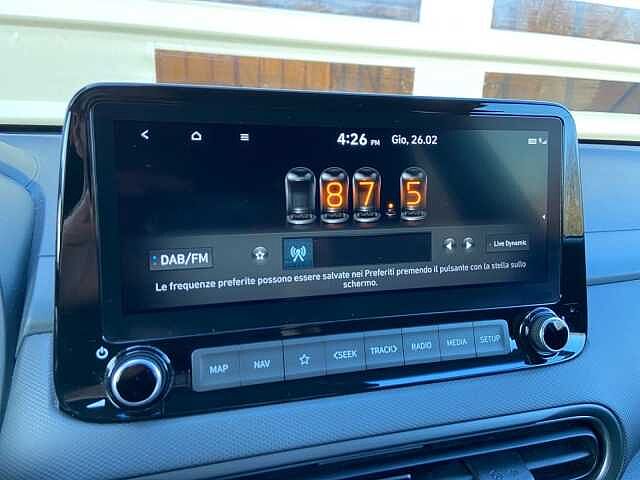 4:26 PM Gio, 26.02
87.5
DAB/FM
Live Dynamic
Le frequenze preferite possono essere salvate nei Preferiti premendo il pulsante con la stella sullo
schermo.
MAP NAV <SEEK TRACK> RADIO MEDIA SETUP